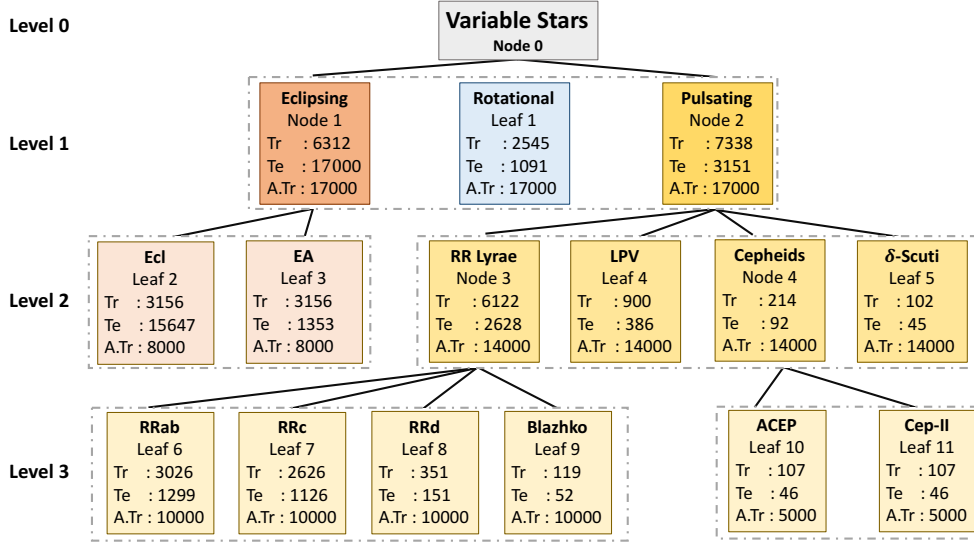 Level 0
Variable Stars
Node 0
Level 1
Eclipsing
Node 1
Tr : 6312
Te : 17000
A.Tr : 17000
Rotational
Leaf 1
Tr : 2545
Te : 1091
A.Tr : 17000
Pulsating
Node 2
Tr : 7338
Te : 3151
A.Tr : 17000
Level 2
Ecl
Leaf 2
Tr : 3156
Te : 15647
A.Tr : 8000
EA
Leaf 3
Tr : 3156
Te : 1353
A.Tr : 8000
RR Lyrae
Node 3
Tr : 6122
Te : 2628
A.Tr : 14000
LPV
Leaf 4
Tr : 900
Te : 386
A.Tr : 14000
Cepheids
Node 4
Tr : 214
Te : 92
A.Tr : 14000
δ-Scuti
Leaf 5
Tr : 102
Te : 45
A.Tr : 14000
Level 3
RRab
Leaf 6
Tr : 3026
Te : 1299
A.Tr : 10000
RRc
Leaf 7
Tr : 2626
Te : 1126
A.Tr : 10000
RRd
Leaf 8
Tr : 351
Te : 151
A.Tr : 10000
Blazhko
Leaf 9
Tr : 119
Te : 52
A.Tr : 10000
ACEP
Leaf 10
Tr : 107
Te : 46
A.Tr : 5000
Cep-II
Leaf 11
Tr : 107
Te : 46
A.Tr : 5000